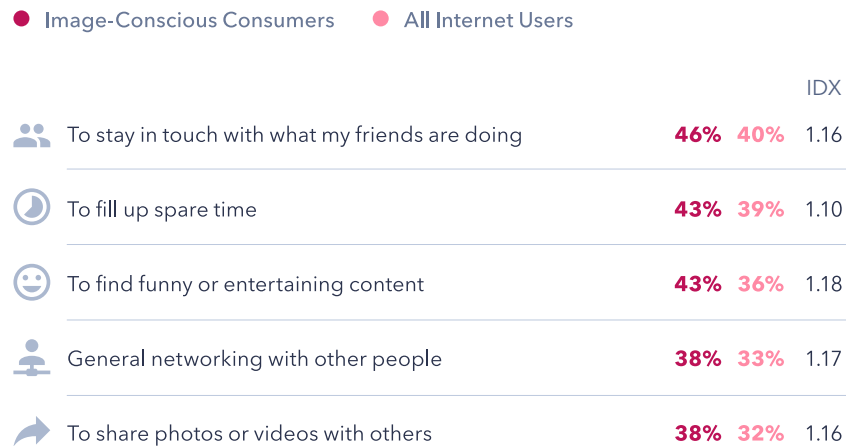 Image-Conscious Consumers All Internet Users
IDX
To stay in touch with what my friends are doing 46% 40% 1.16
To fill up spare time 43% 39% 1.10
To find funny or entertaining content 43% 36% 1.18
General networking with other people 38% 33% 1.17
To share photos or videos with others 38% 32% 1.16